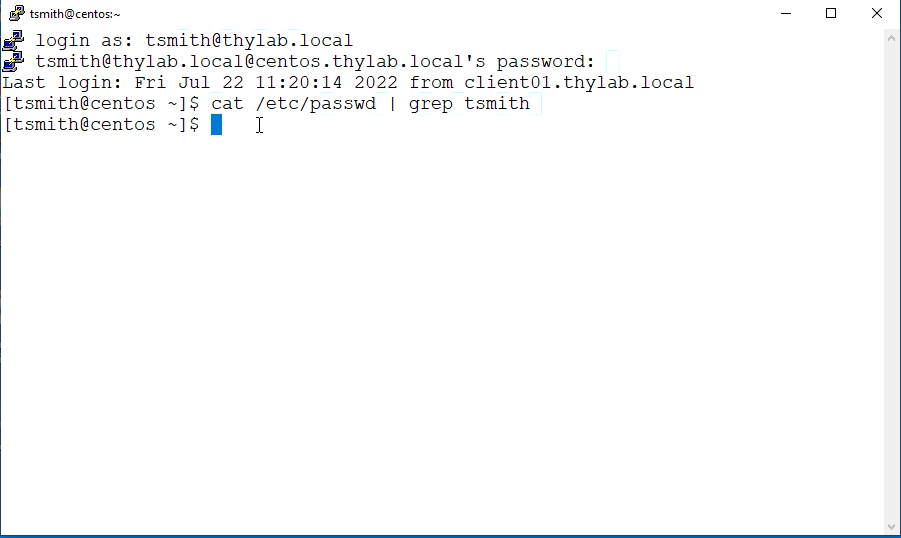 tsmith@centos:~
login as: tsmith@thylab.local
tsmith@thylab.local@centos.thylab.local's password:
Last login: Fri Jul 22 11:20:14 2022 from client01.thylab.local
[tsmith@centos ~]$ cat /etc/passwd | grep tsmith
[tsmith@centos ~]$